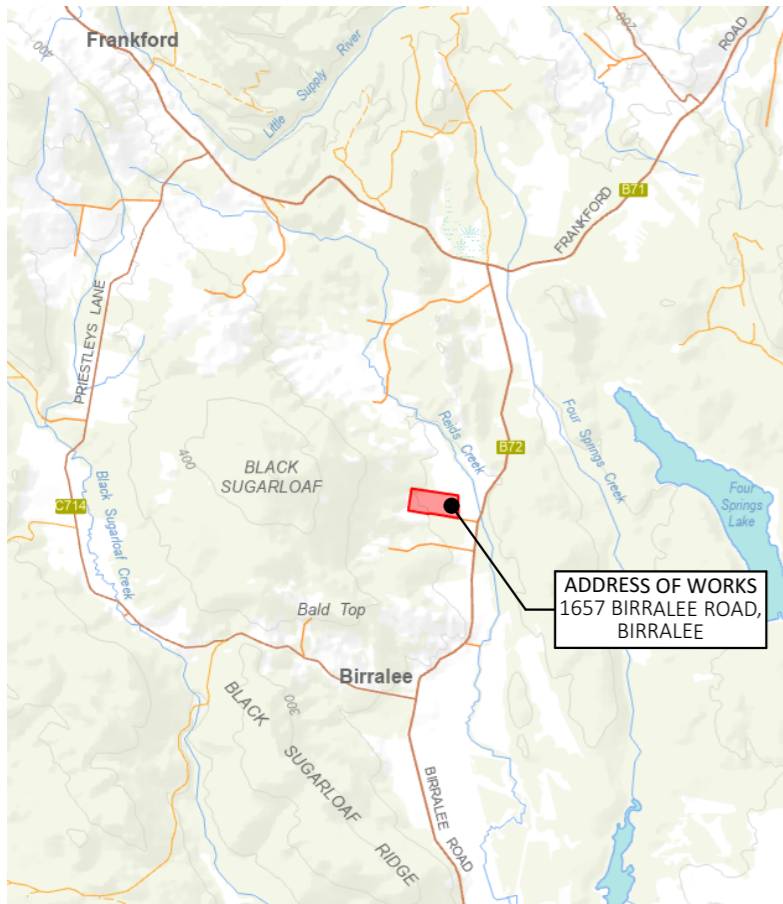 Frankford
400
Little Supply River
200
ROAD
B71
FRANKFORD
PRIESTLEYS LANE
Reids Creek
B72
Four Springs Creek
400
BLACK
SUGARLOAF
Four
Springs
Lake
C714
Black Sugarloaf Creek
ADDRESS OF WORKS
1657 BIRRALEE ROAD,
BIRRALEE
Bald Top
Birralee
300
BLACK SUGARLOAF RIDGE
BIRRALEE ROAD